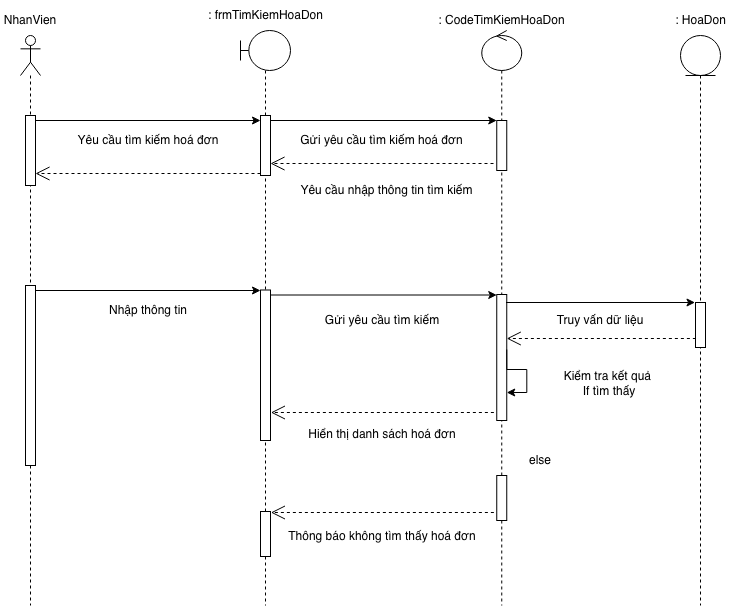 NhanVien
: frmTimKiemHoaDon
: CodeTimKiemHoaDon
: HoaDon
Yêu cầu tìm kiếm hoá đơn
Gửi yêu cầu tìm kiếm hoá đơn
Yêu cầu nhập thông tin tìm kiếm
Nhập thông tin
Gửi yêu cầu tìm kiếm
Truy vấn dữ liệu
Kiểm tra kết quả
If tìm thấy
Hiển thị danh sách hoá đơn
else
Thông báo không tìm thấy hoá đơn